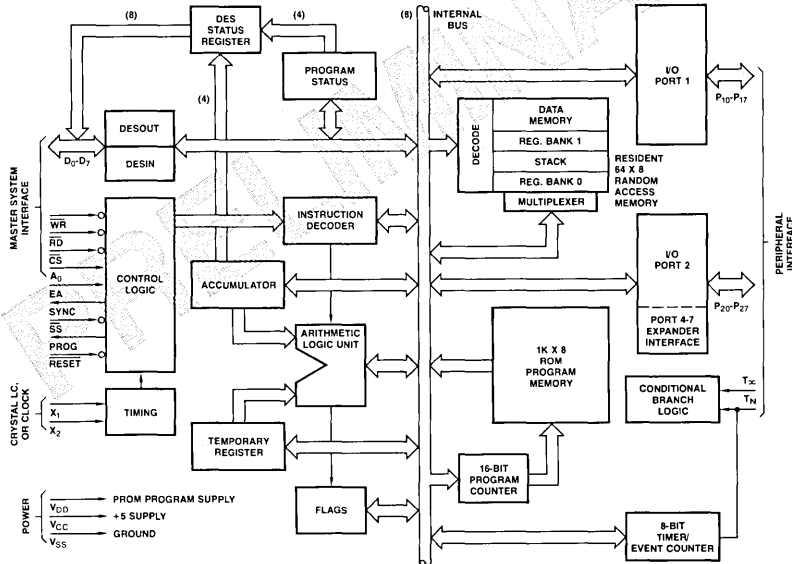 (8)
DES
STATUS
REGISTER
(4)
PROGRAM
STATUS
(4)
(8)
INTERNAL
BUS
I/O
PORT 1
P10-P17
DESOUT
DESIN
D0-D7
MASTER SYSTEM
INTERFACE
DECODE
DATA
MEMORY
REG. BANK 1
STACK
REG. BANK 0
MULTIPLEXER
RESIDENT
64 X 8
RANDOM
ACCESS
MEMORY
WR
RD
CS
A0
EA
SYNC
SS
PROG
RESET
CONTROL
LOGIC
INSTRUCTION
DECODER
ACCUMULATOR
ARITHMETIC
LOGIC UNIT
I/O
PORT 2
PORT 4-7
EXPANDER
INTERFACE
P20-P27
PERIPHERAL
INTERFACE
1K X 8
ROM
PROGRAM
MEMORY
CONDITIONAL
BRANCH
LOGIC
T∝
TN
CRYSTAL LC,
OR CLOCK
X1
X2
TIMING
TEMPORARY
REGISTER
16-BIT
PROGRAM
COUNTER
FLAGS
8-BIT
TIMER/
EVENT COUNTER
POWER
VDD
PROM PROGRAM SUPPLY
VCC
+5 SUPPLY
VSS
GROUND
PRELIMINARY